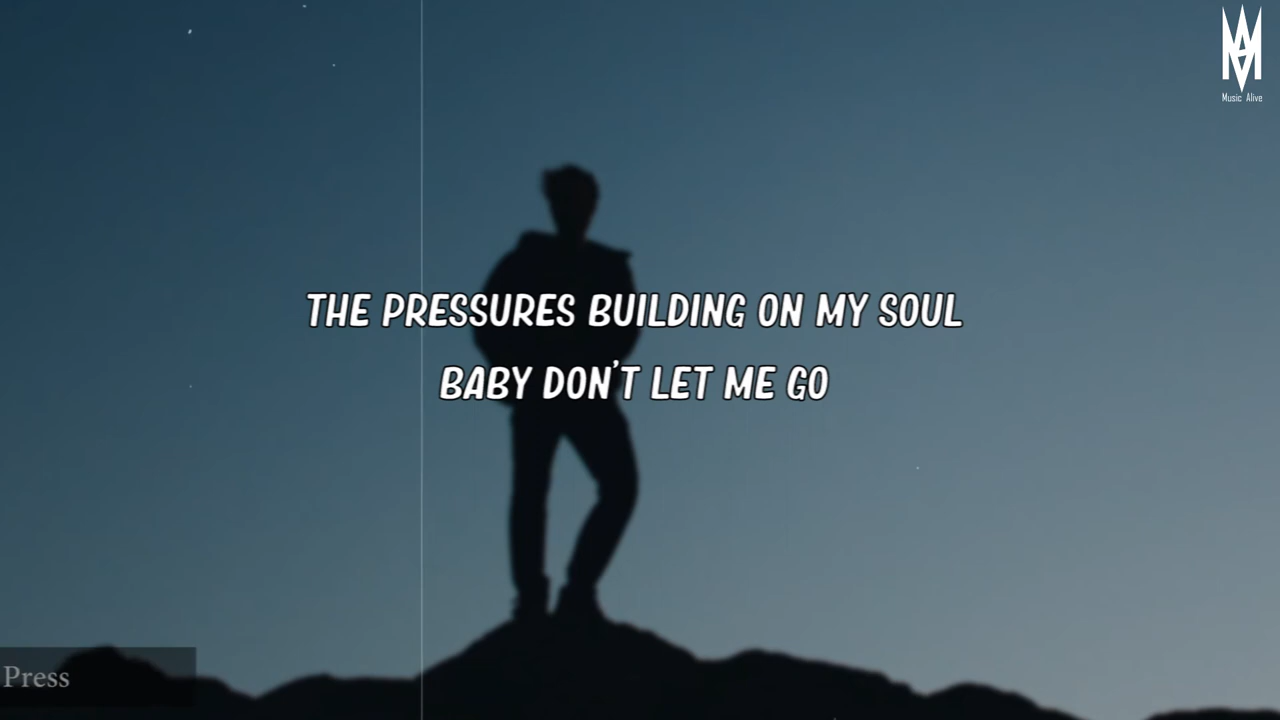 Music Alive
THE PRESSURES BUILDING ON MY SOUL
BABY DON'T LET ME GO
Press